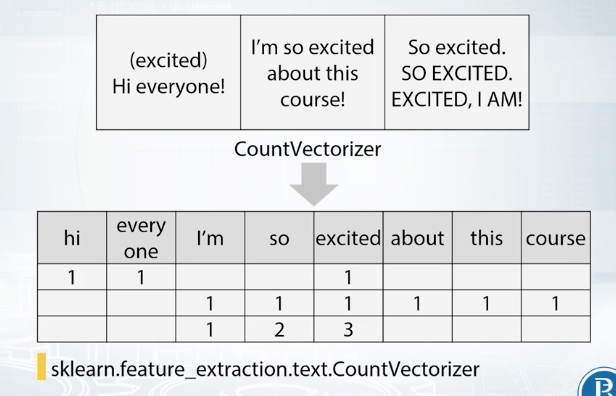 (excited)
Hi everyone!
I'm so excited
about this
course!
So excited.
SO EXCITED.
EXCITED, I AM!
CountVectorizer
hi
every
one
I'm
so
excited
about
this
course
1 1 1
1 1 1 1 1 1
1 2 3
sklearn.feature_extraction.text.CountVectorizer